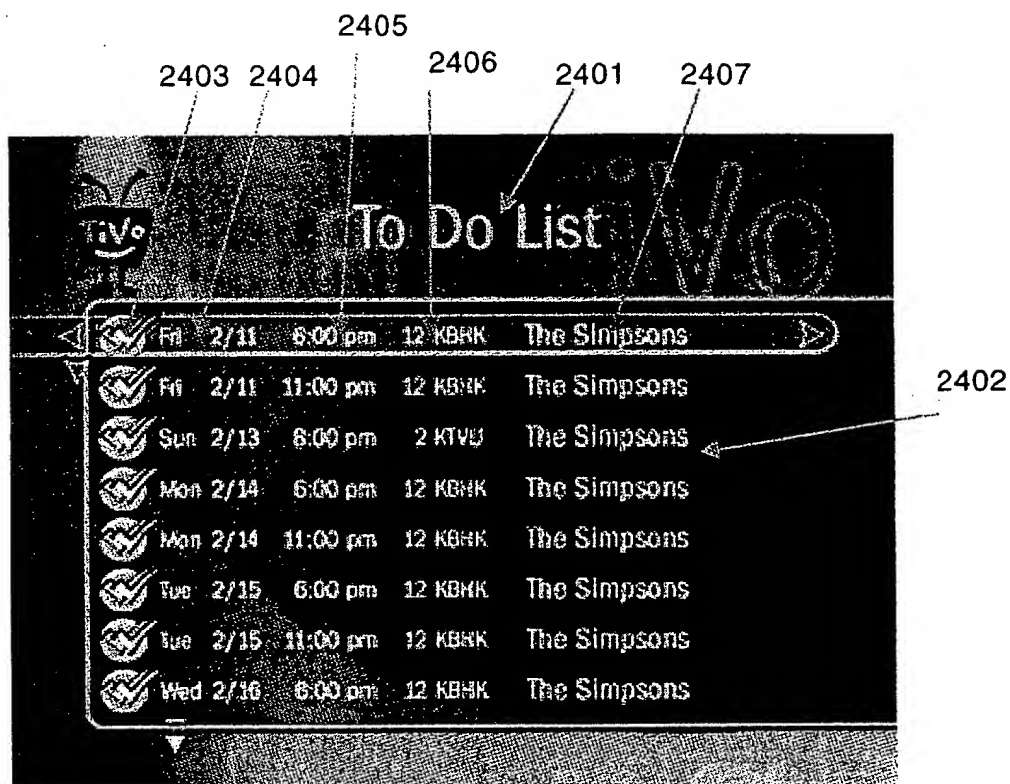 2405
2403 2404 2406 2401 2407
TiVo To Do List TiVo
Fri 2/11 6:00 pm 12 KBHK The Simpsons
Fri 2/11 11:00 pm 12 KBHK The Simpsons
2402
Sun 2/13 8:00 pm 2 KTVU The Simpsons
Mon 2/14 6:00 pm 12 KBHK The Simpsons
Mon 2/14 11:00 pm 12 KBHK The Simpsons
Tue 2/15 6:00 pm 12 KBHK The Simpsons
Tue 2/15 11:00 pm 12 KBHK The Simpsons
Wed 2/16 6:00 pm 12 KBHK The Simpsons